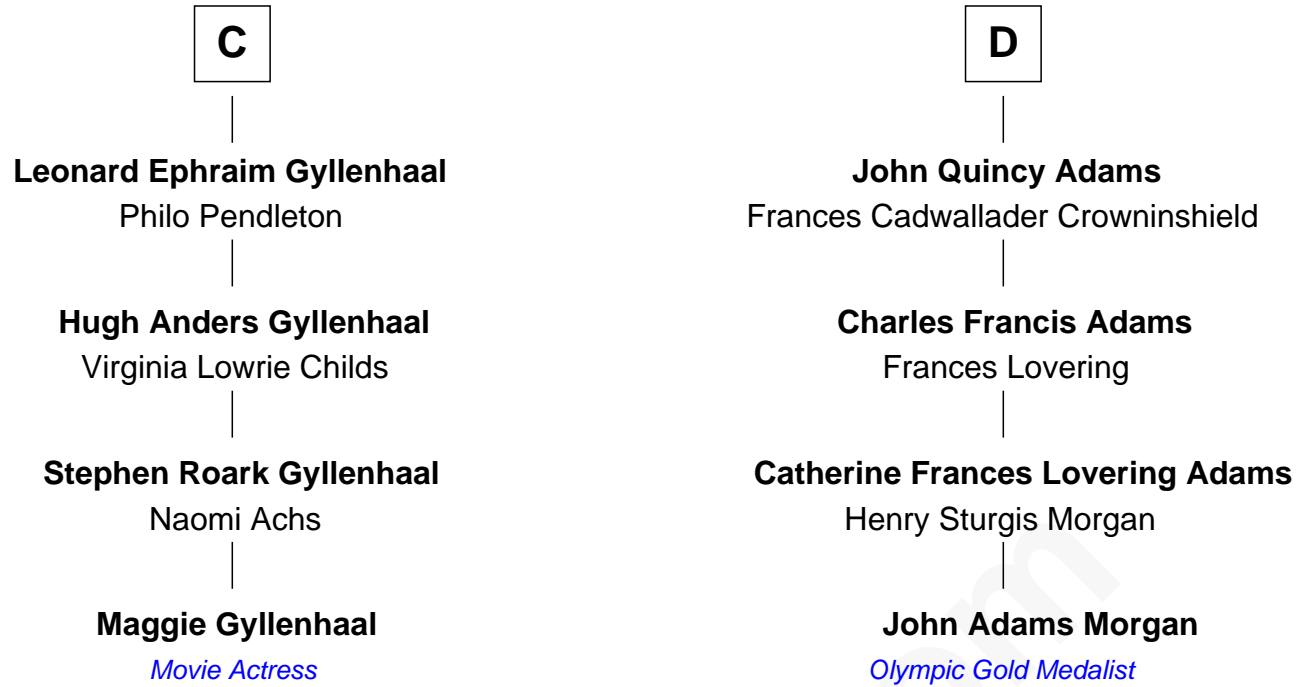 C
Leonard Ephraim Gyllenhaal
Philo Pendleton
Hugh Anders Gyllenhaal
Virginia Lowrie Childs
Stephen Roark Gyllenhaal
Naomi Achs
Maggie Gyllenhaal
Movie Actress
D
John Quincy Adams
Frances Cadwallader Crowninshield
Charles Francis Adams
Frances Lovering
Catherine Frances Lovering Adams
Henry Sturgis Morgan
John Adams Morgan
Olympic Gold Medalist